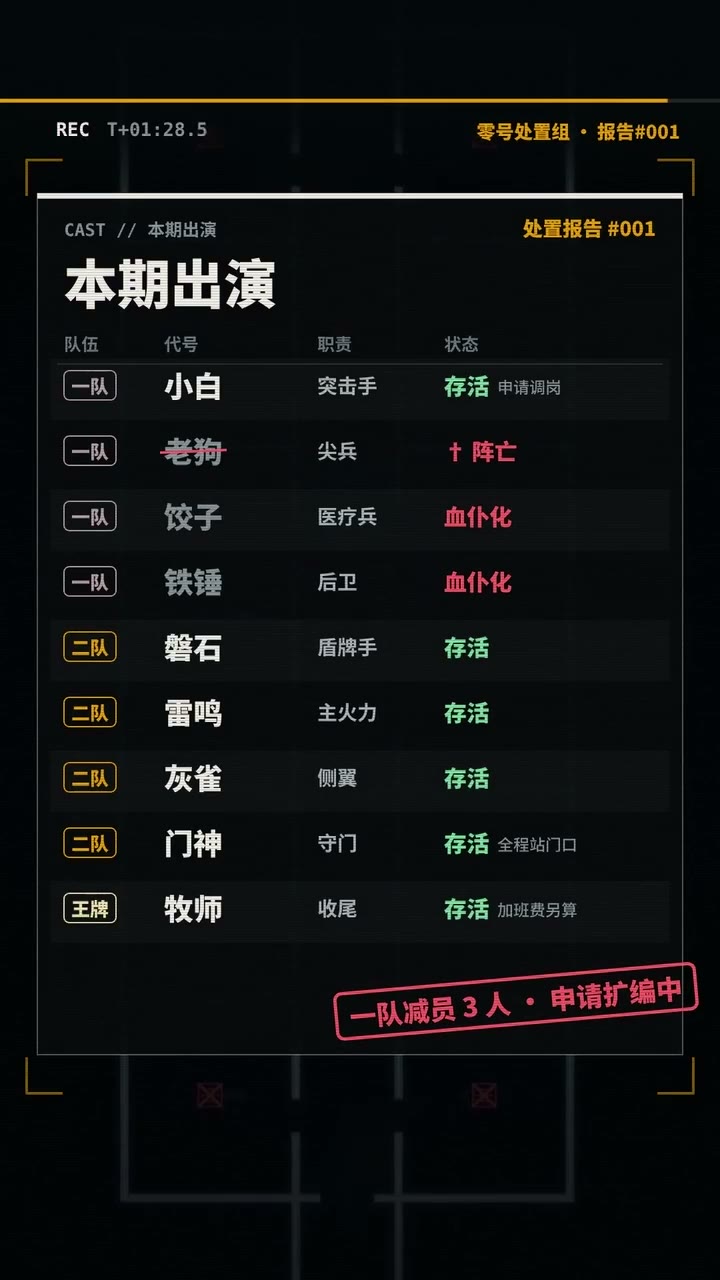 REC T+01:28.5 零号处置组 · 报告#001
CAST // 本期出演 处置报告 #001
本期出演
队伍 代号 职责 状态
一队 小白 突击手 存活 申请调岗
一队 老狗 尖兵 † 阵亡
一队 饺子 医疗兵 血仆化
一队 铁锤 后卫 血仆化
二队 磐石 盾牌手 存活
二队 雷鸣 主火力 存活
二队 灰雀 侧翼 存活
二队 门神 守门 存活 全程站门口
王牌 牧师 收尾 存活 加班费另算
一队减员 3 人 · 申请扩编中